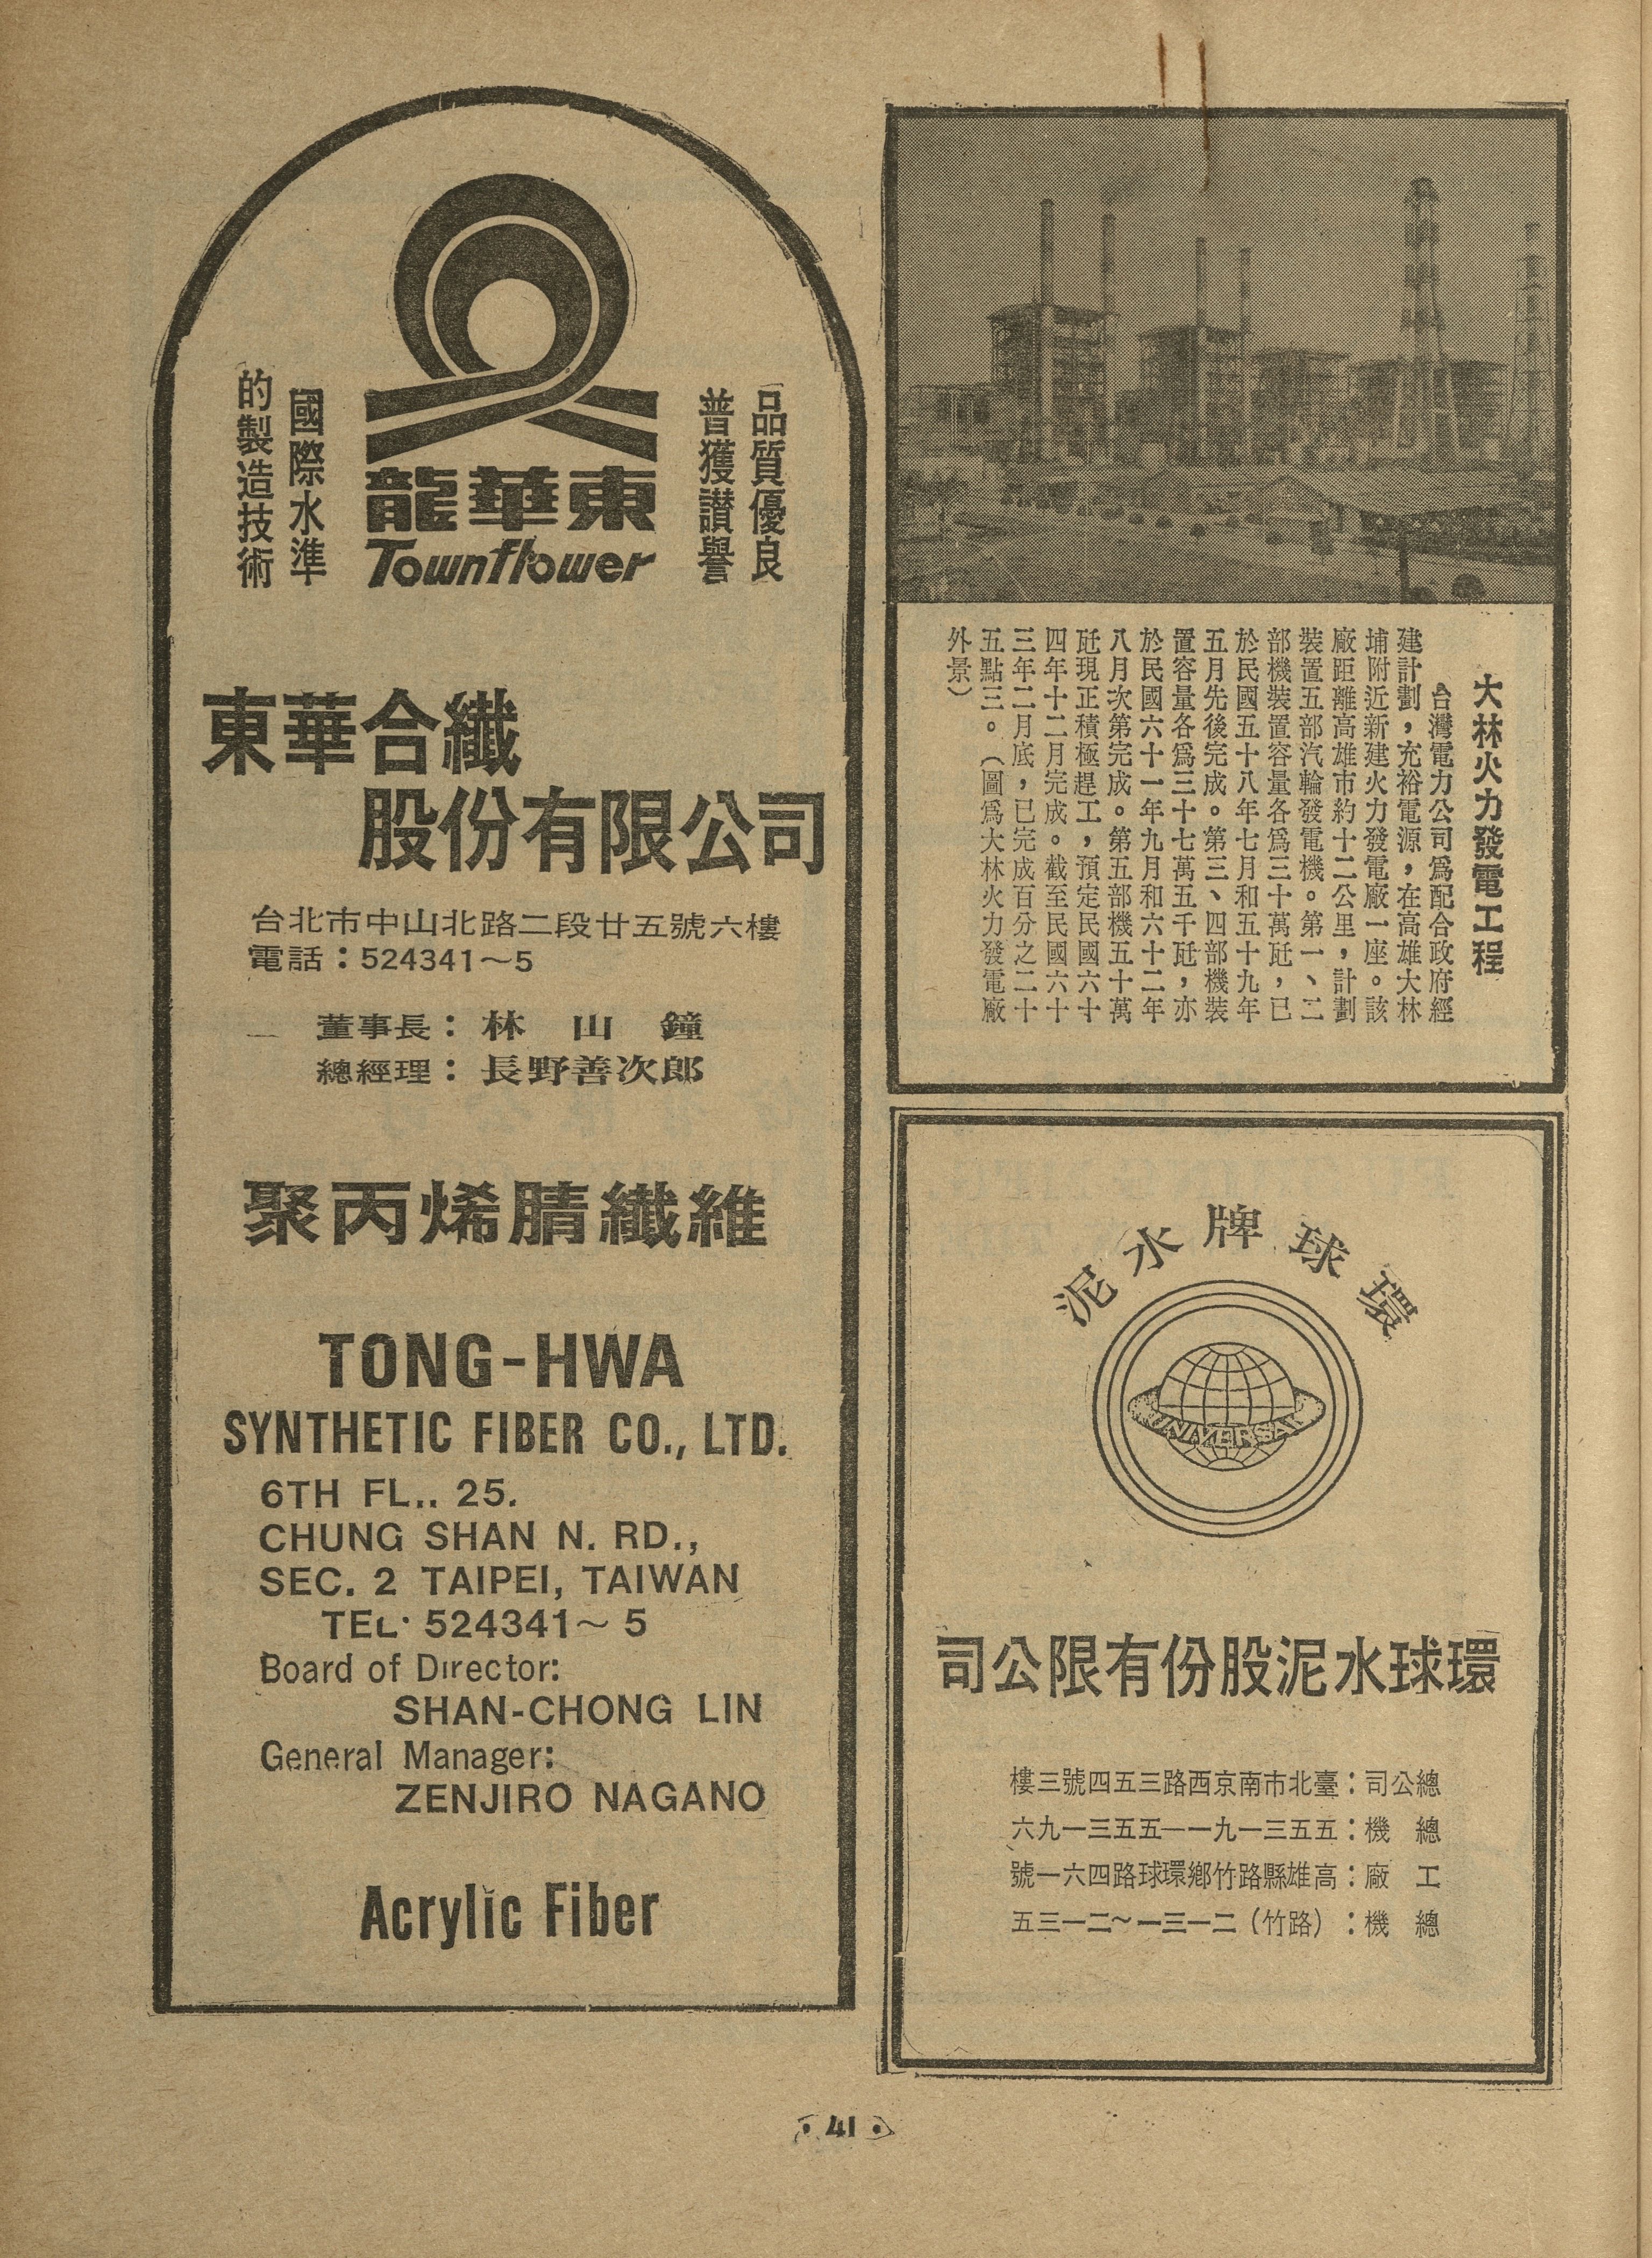 品質優良
普獲讃譽
國際水準
的製造技術
東華龍
Townflower
東華合纖
股份有限公司
台北市中山北路二段廿五號六樓
電話：524341～5
董事長：林山鐘
總經理：長野善次郎
聚丙烯腈纖維
TONG-HWA
SYNTHETIC FIBER CO., LTD.
6TH FL.. 25.
CHUNG SHAN N. RD.,
SEC. 2 TAIPEI, TAIWAN
TEL· 524341～ 5
Board of Director:
SHAN-CHONG LIN
General Manager:
ZENJIRO NAGANO
Acrylic Fiber
大林火力發電工程
台灣電力公司爲配合政府經
建計劃，充裕電源，在高雄大林
埔附近新建火力發電廠一座。該
廠距離高雄市約十二公里，計劃
裝置五部汽輪發電機。第一、二
部機裝置容量各爲三十萬瓩，已
於民國五十八年七月和五十九年
五月先後完成。第三、四部機裝
置容量各爲三十七萬五千瓩，亦
於民國六十一年九月和六十二年
八月次第完成。第五部機五十萬
瓩現正積極趕工，預定民國六十
四年十二月完成。截至民國六十
三年二月底，已完成百分之二十
五點三。（圖爲大林火力發電廠
外景）
環球牌水泥
UNIVERSAL
環球水泥股份有限公司
總公司：臺北市南京西路三五四號三樓
總機：五五三一九一—五五三一九六
工廠：高雄縣路竹鄉環球路四六一號
總機：（路竹）二一三一～二一三五
41